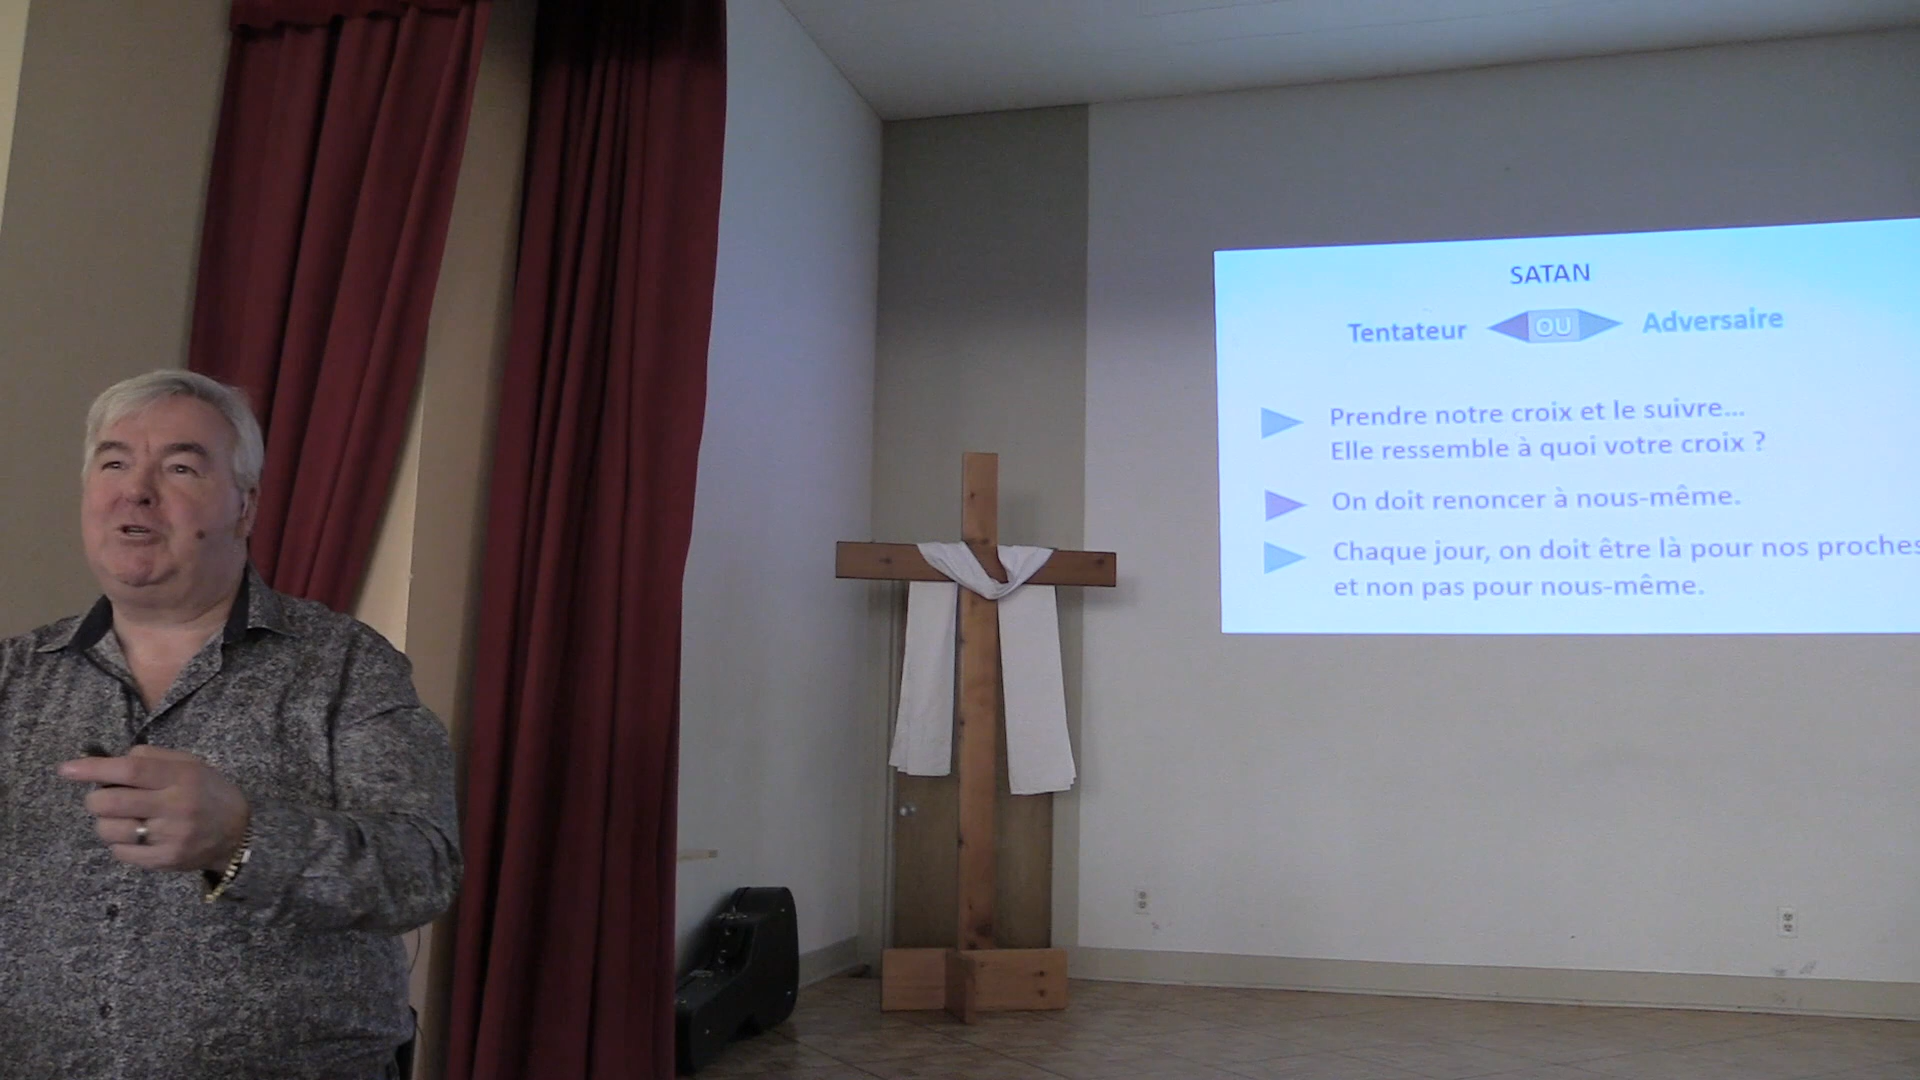 SATAN
Tentateur OU Adversaire
Prendre notre croix et le suivre...
Elle ressemble à quoi votre croix ?
On doit renoncer à nous-même.
Chaque jour, on doit être là pour nos proches
et non pas pour nous-même.